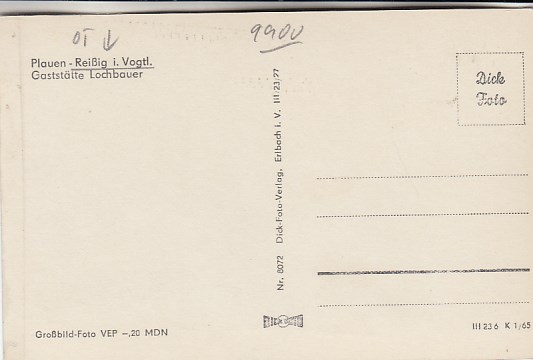 OT ↓
9900
Plauen - Reißig i. Vogtl.
Gaststätte Lochbauer
Dick
Foto
Nr. 8072 Dick-Foto-Verlag, Erlbach i. V. III·23/77
Großbild-Foto VEP –,20 MDN
III 23 6 K 1/65